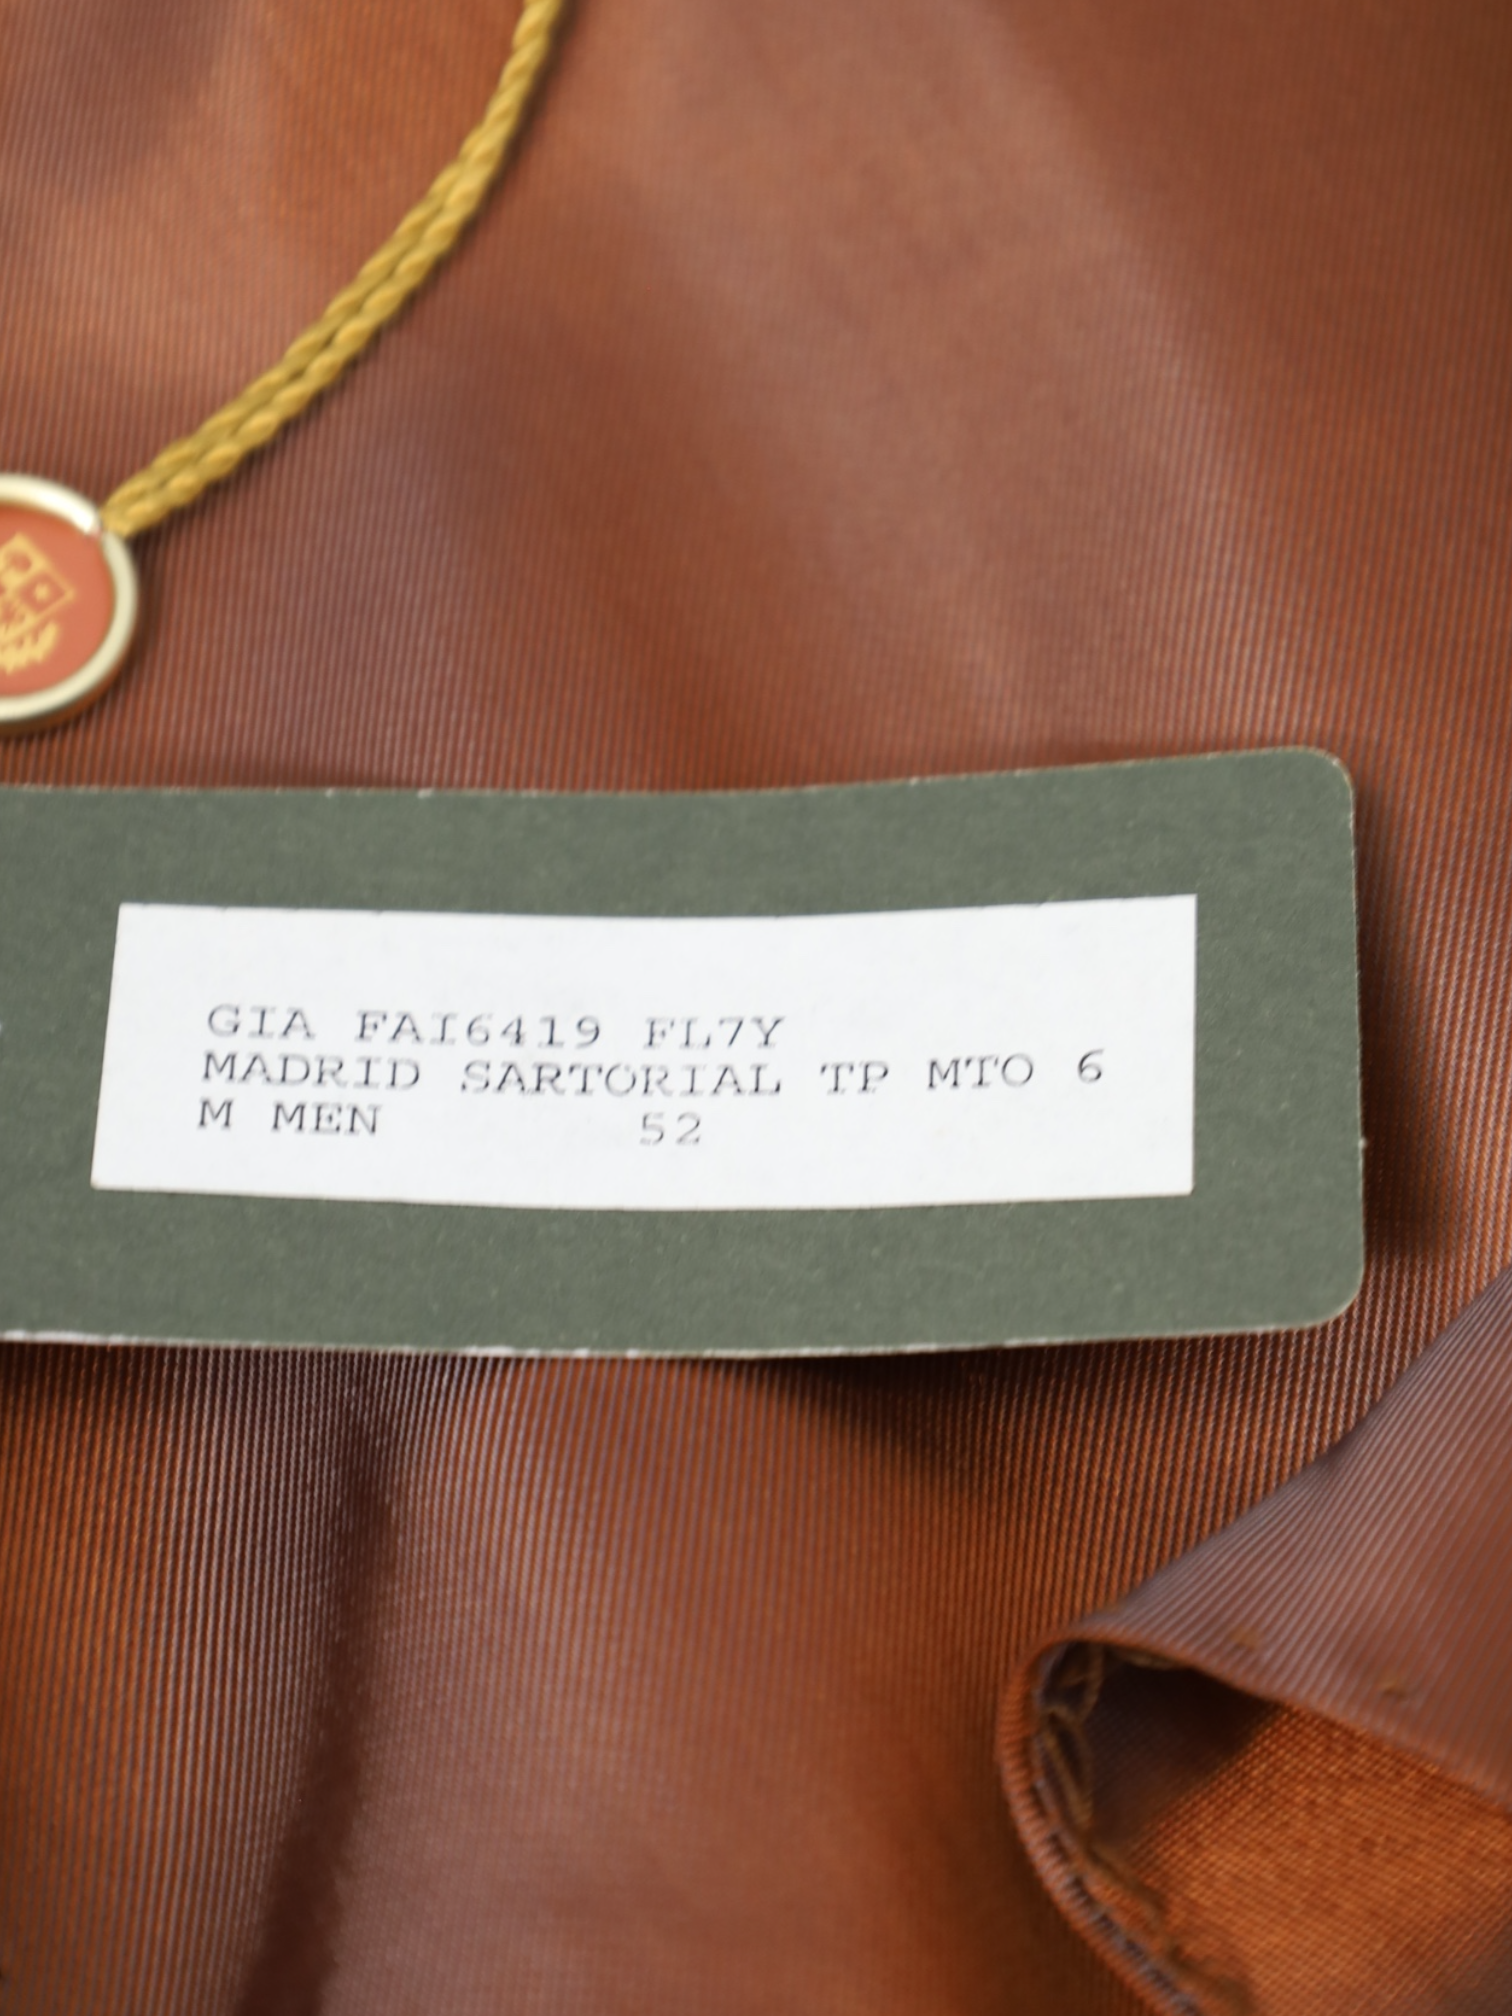 GIA FAI6419 FL7Y
MADRID SARTORIAL TP MTO 6
M MEN 52